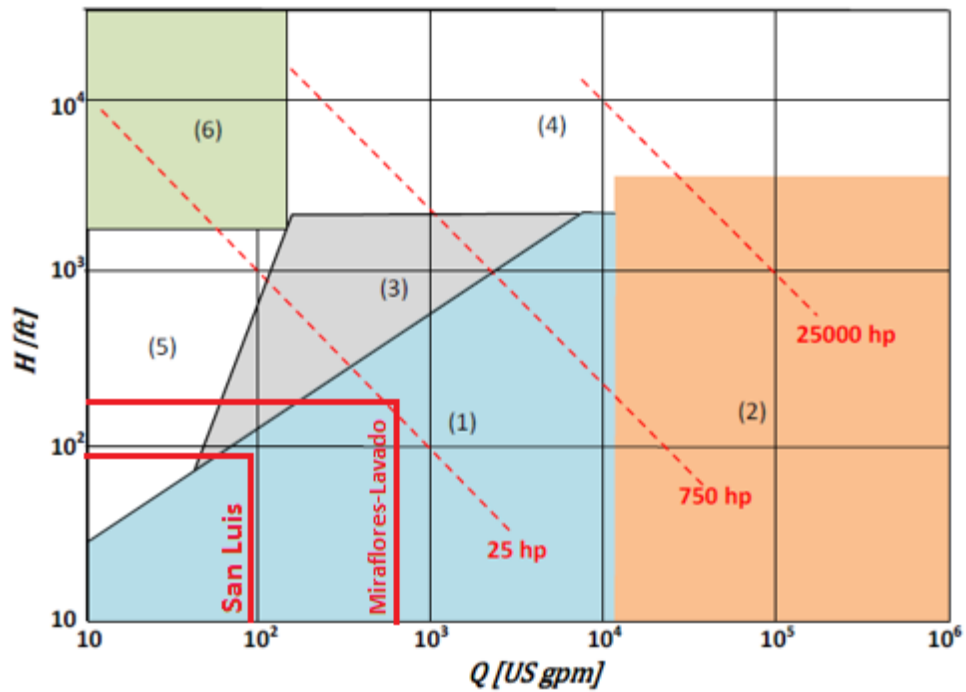 10⁴
(6)
(4)
10³
(3)
(5)
25000 hp
H [ft]
(1)
(2)
10²
750 hp
San Luis
Miraflores-Lavado
25 hp
10
10
10²
10³
10⁴
10⁵
10⁶
Q [US gpm]